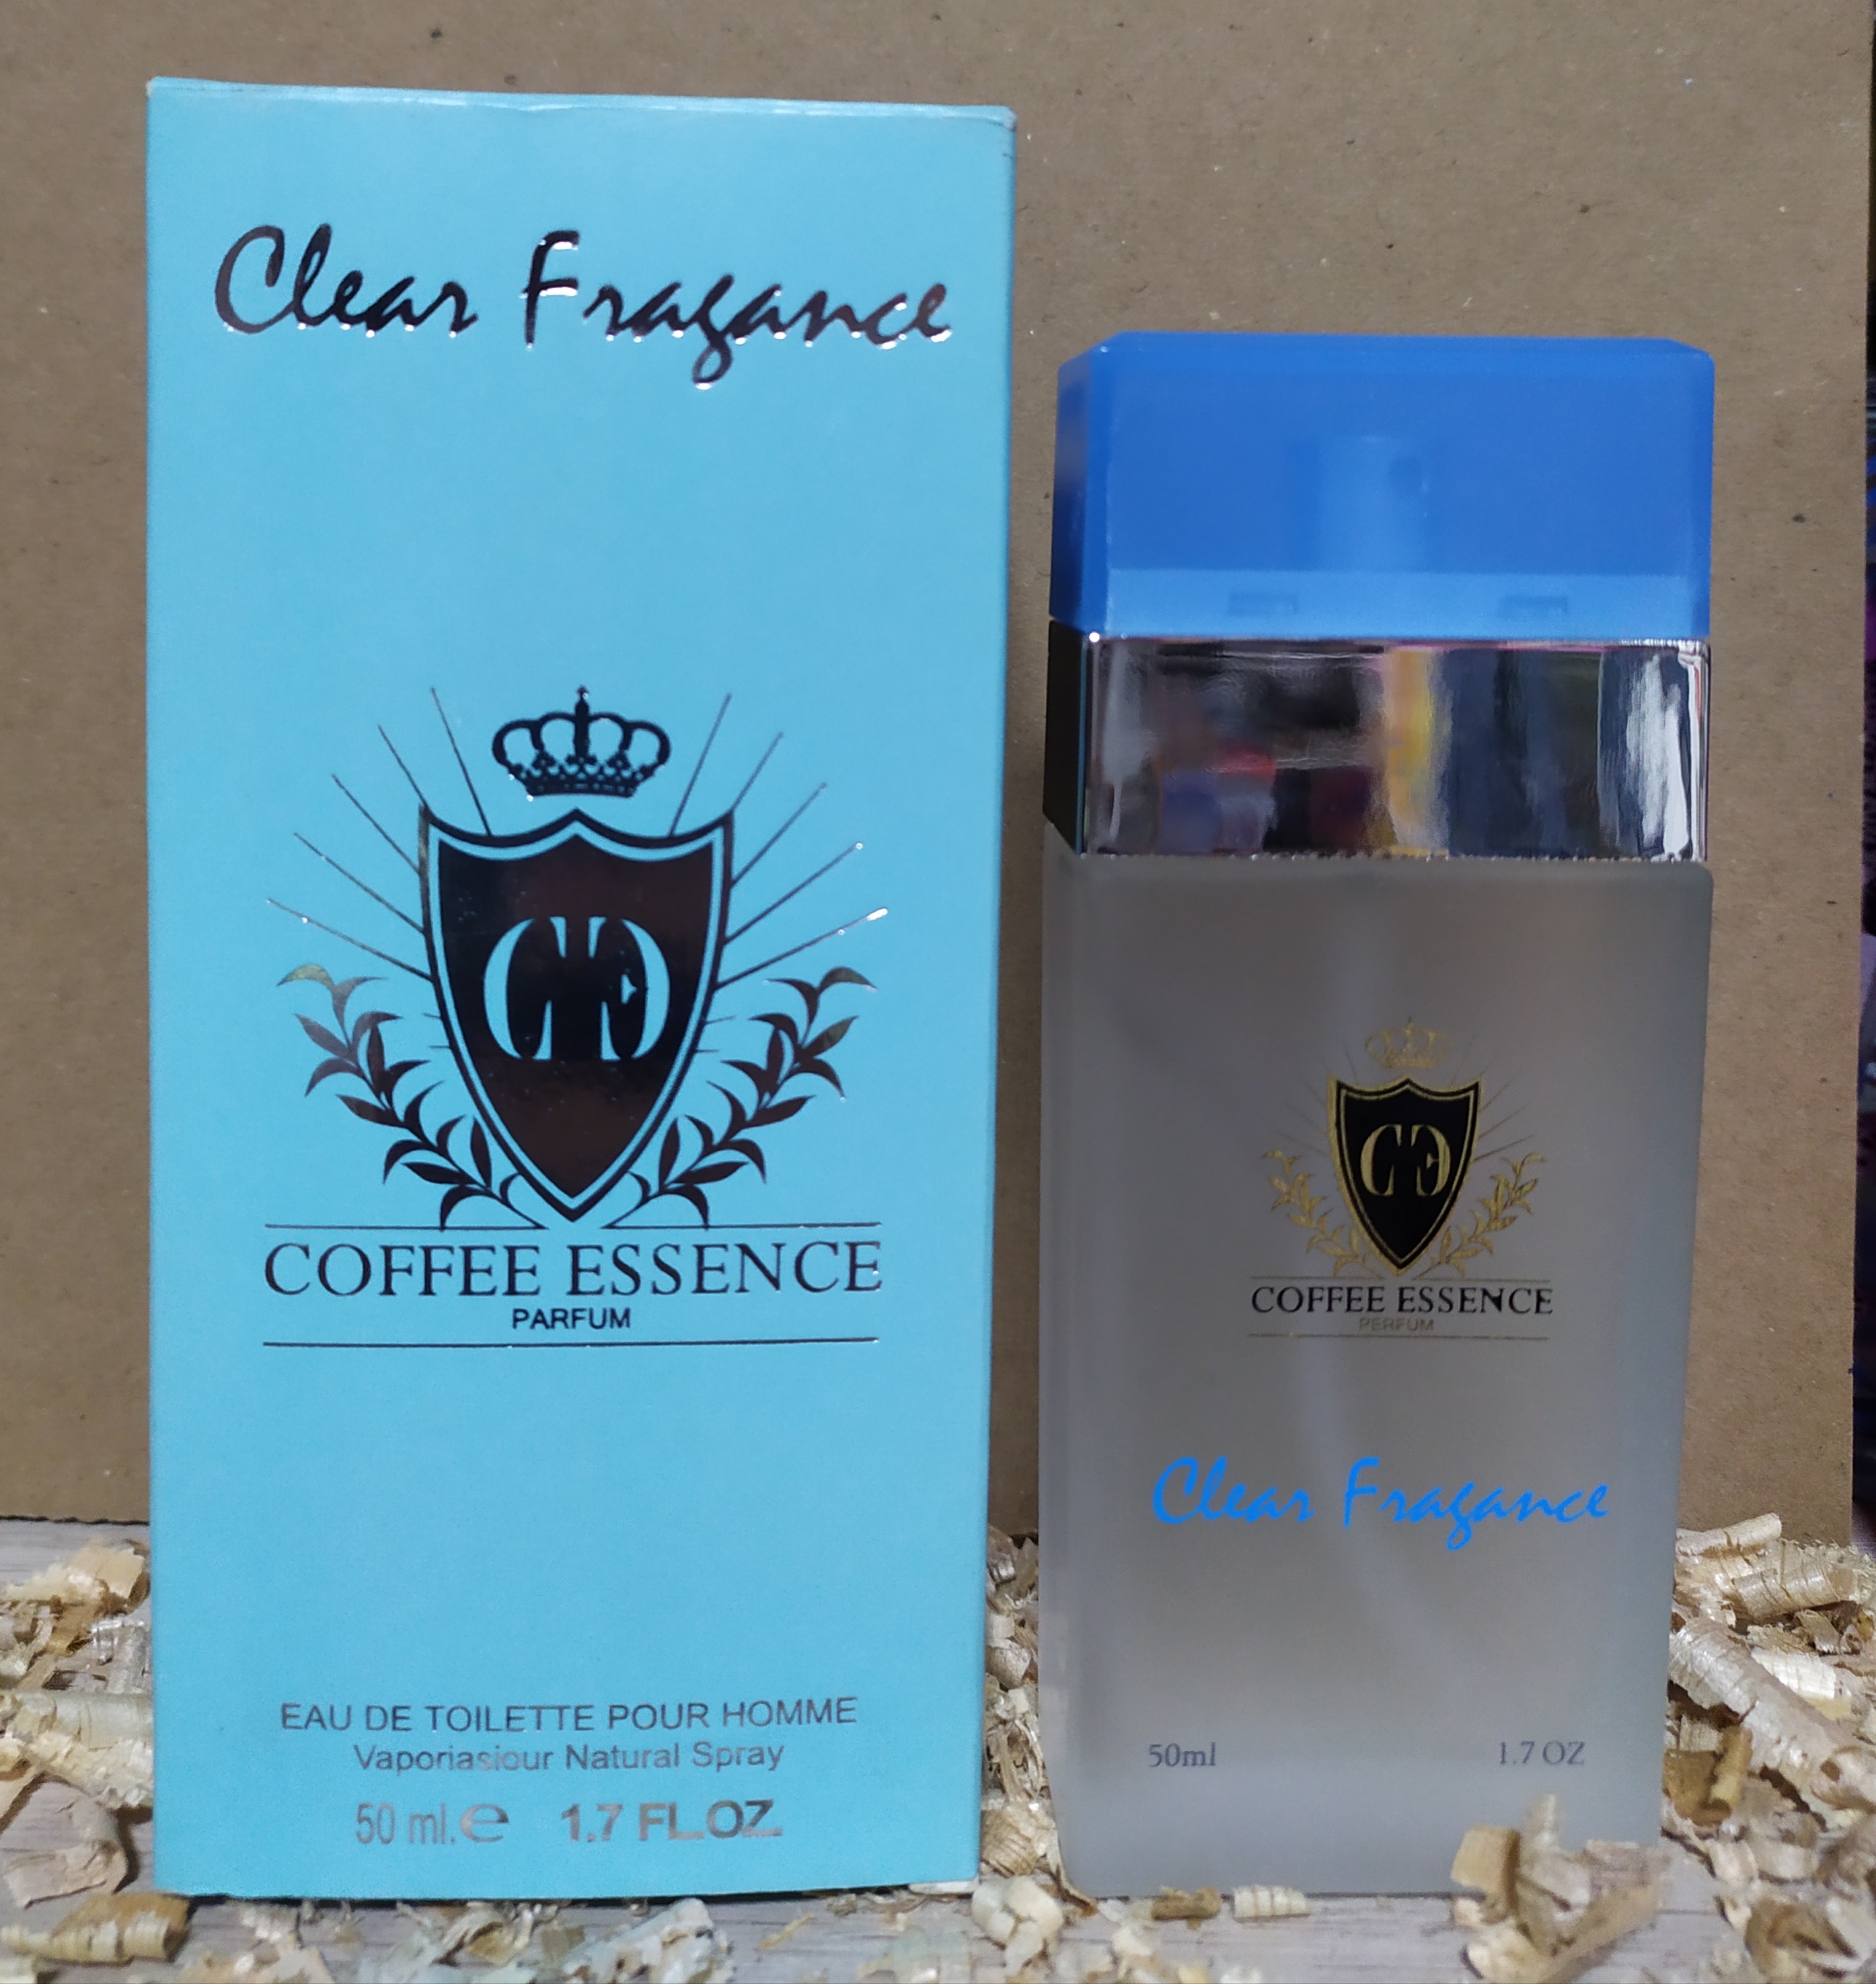 Clear Fragance
CE
COFFEE ESSENCE
PARFUM
EAU DE TOILETTE POUR HOMME
Vaporiasiour Natural Spray
50 ml.e 1.7 FL.OZ
CE
COFFEE ESSENCE
PERFUM
Clear Fragance
50ml 1.7 OZ